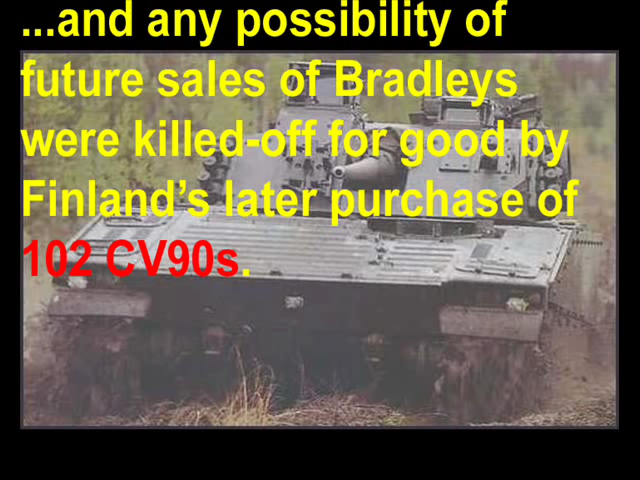 ...and any possibility of
future sales of Bradleys
were killed-off for good by
Finland’s later purchase of
102 CV90s.